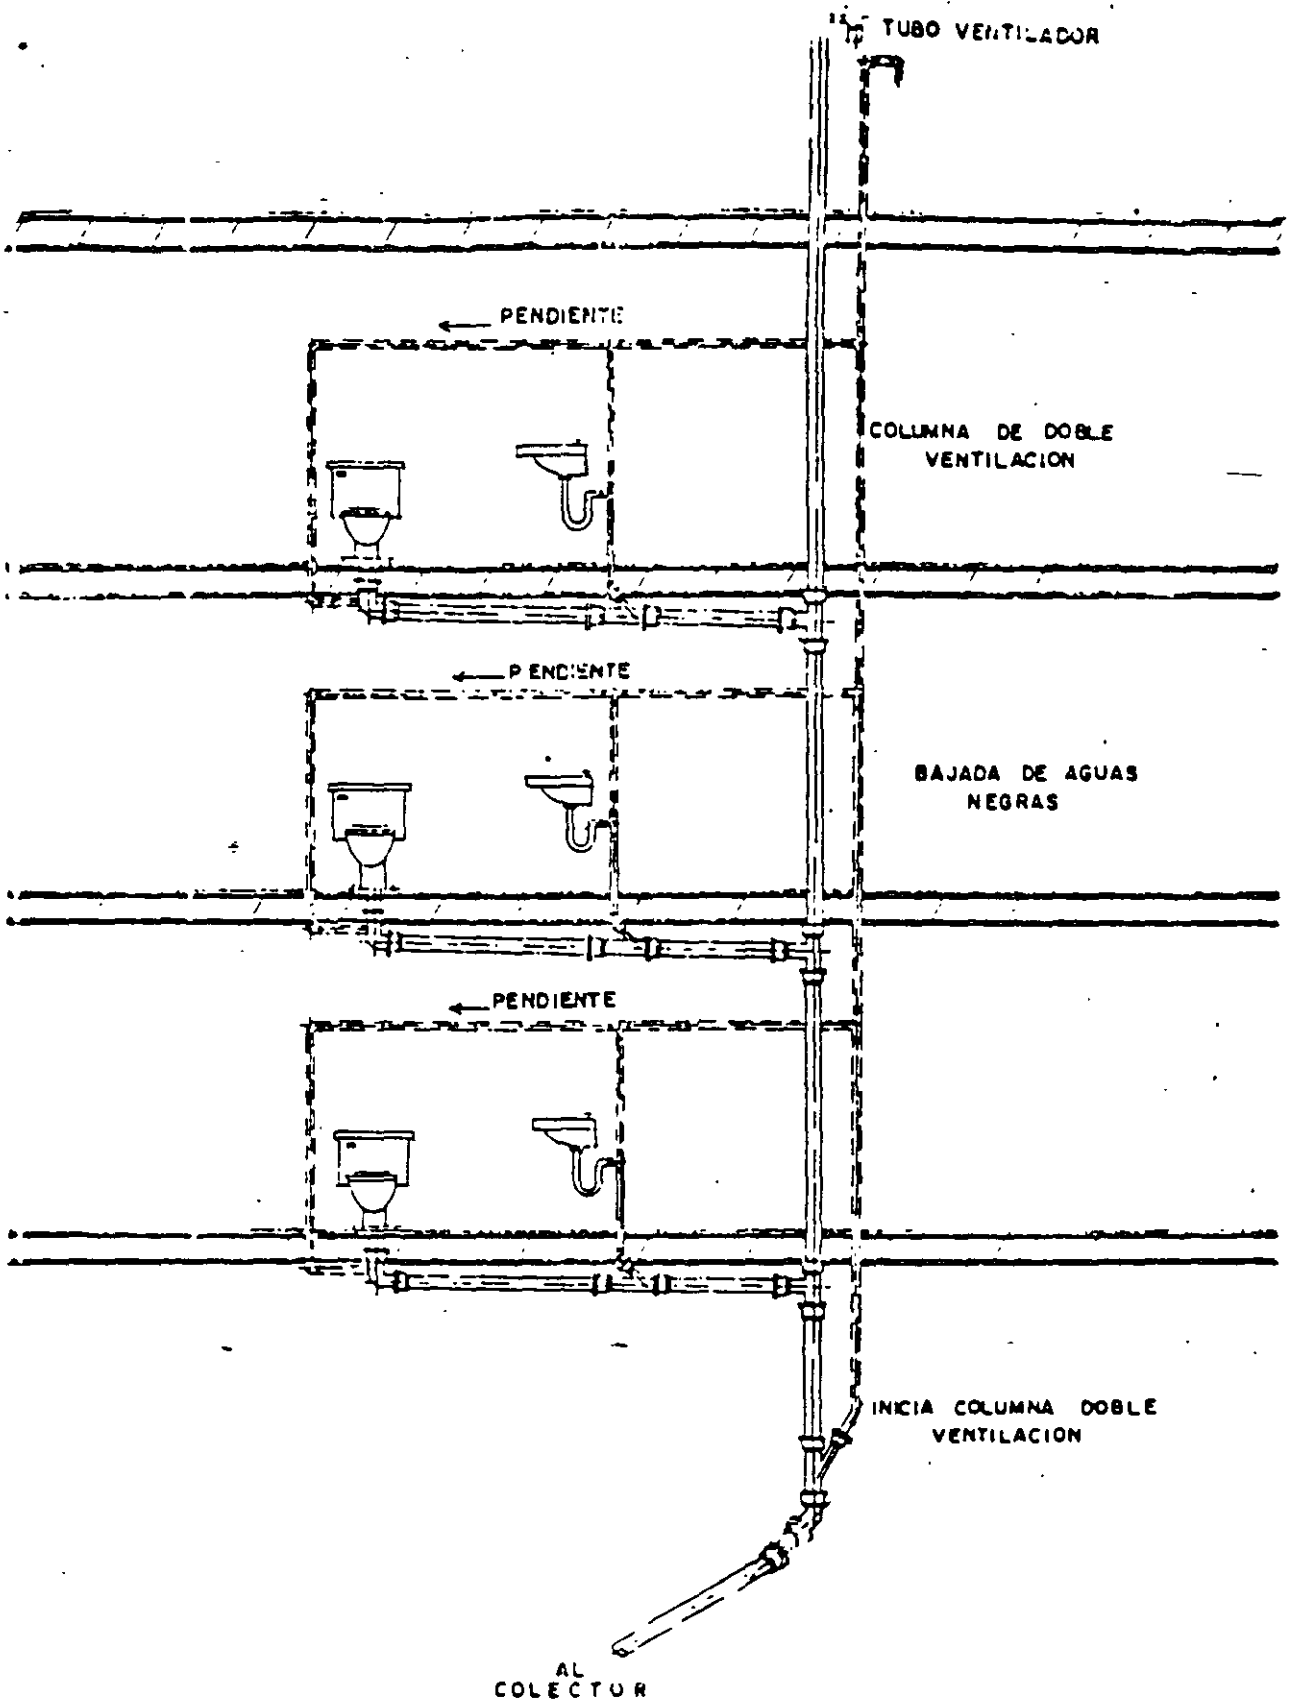 TUBO VENTILADOR
PENDIENTE
COLUMNA DE DOBLE
VENTILACION
PENDIENTE
BAJADA DE AGUAS
NEGRAS
PENDIENTE
INICIA COLUMNA DOBLE
VENTILACION
AL
COLECTOR